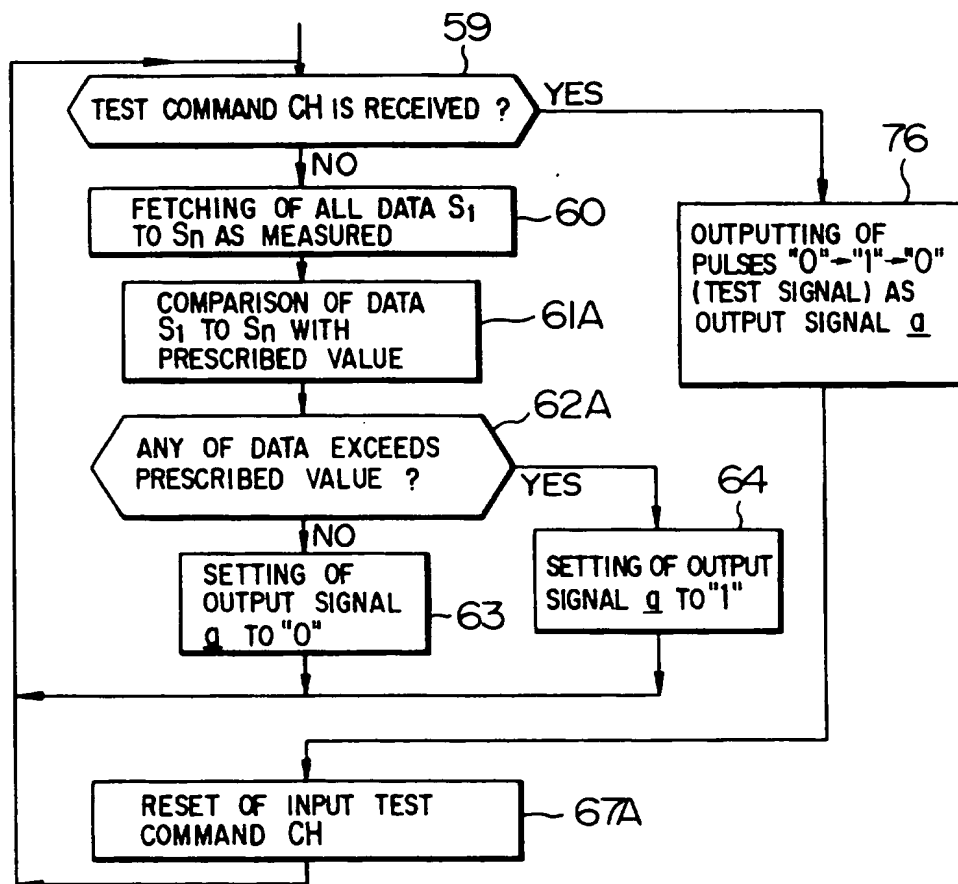 59
TEST COMMAND CH IS RECEIVED ?
YES
NO
FETCHING OF ALL DATA S1
TO Sn AS MEASURED
60
COMPARISON OF DATA
S1 TO Sn WITH
PRESCRIBED VALUE
61A
ANY OF DATA EXCEEDS
PRESCRIBED VALUE ?
62A
YES
NO
SETTING OF
OUTPUT SIGNAL
a TO "0"
63
64
SETTING OF OUTPUT
SIGNAL a TO "1"
76
OUTPUTTING OF
PULSES "0"→"1"→"0"
(TEST SIGNAL) AS
OUTPUT SIGNAL a
RESET OF INPUT TEST
COMMAND CH
67A